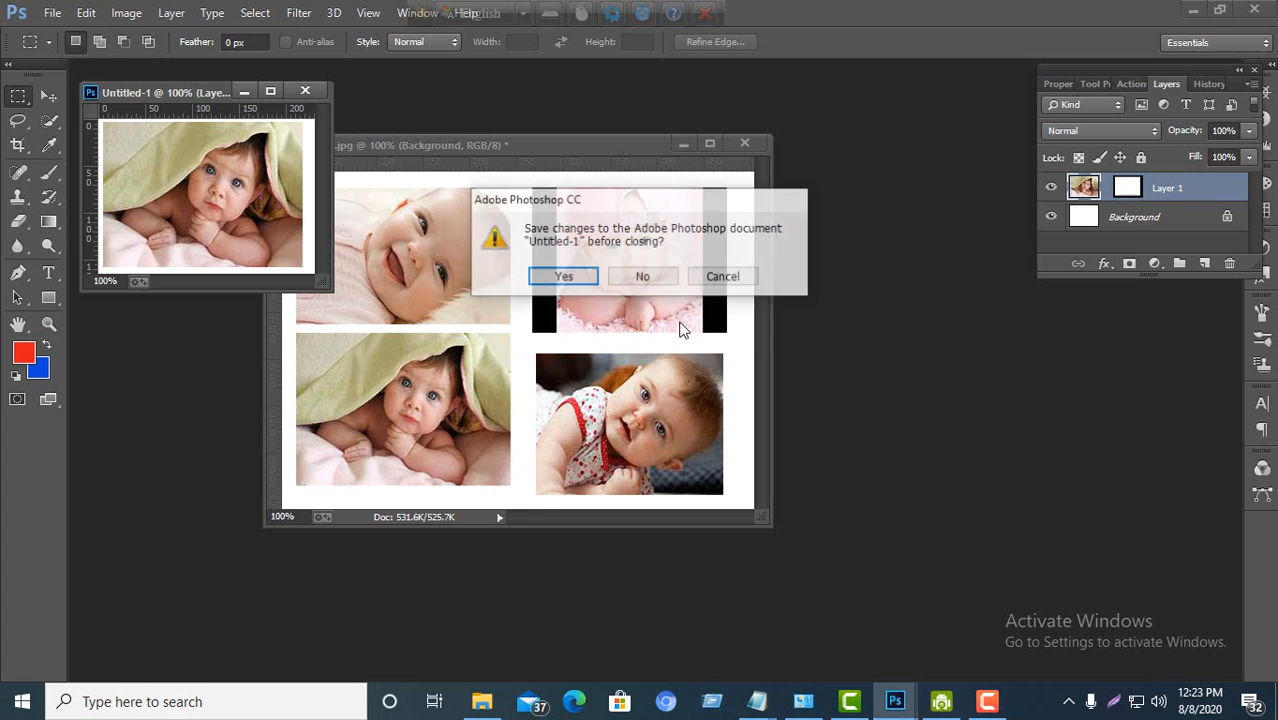 Ps File Edit Image Layer Type Select Filter 3D View Window Help English
Feather: 0 px Anti-alias Style: Normal Width: Height: Refine Edge... Essentials
Untitled-1 @ 100% (Laye...
0 50 100 150 200
100%
.jpg @ 100% (Background, RGB/8) *
100% Doc: 531.6K/525.7K
Adobe Photoshop CC
Save changes to the Adobe Photoshop document
"Untitled-1" before closing?
Yes No Cancel
Proper Tool Pr Action Layers History
Kind
Normal Opacity: 100%
Lock: Fill: 100%
Layer 1
Background
fx
Activate Windows
Go to Settings to activate Windows.
Type here to search
37
Ps
12:23 PM
8/8/2020
32